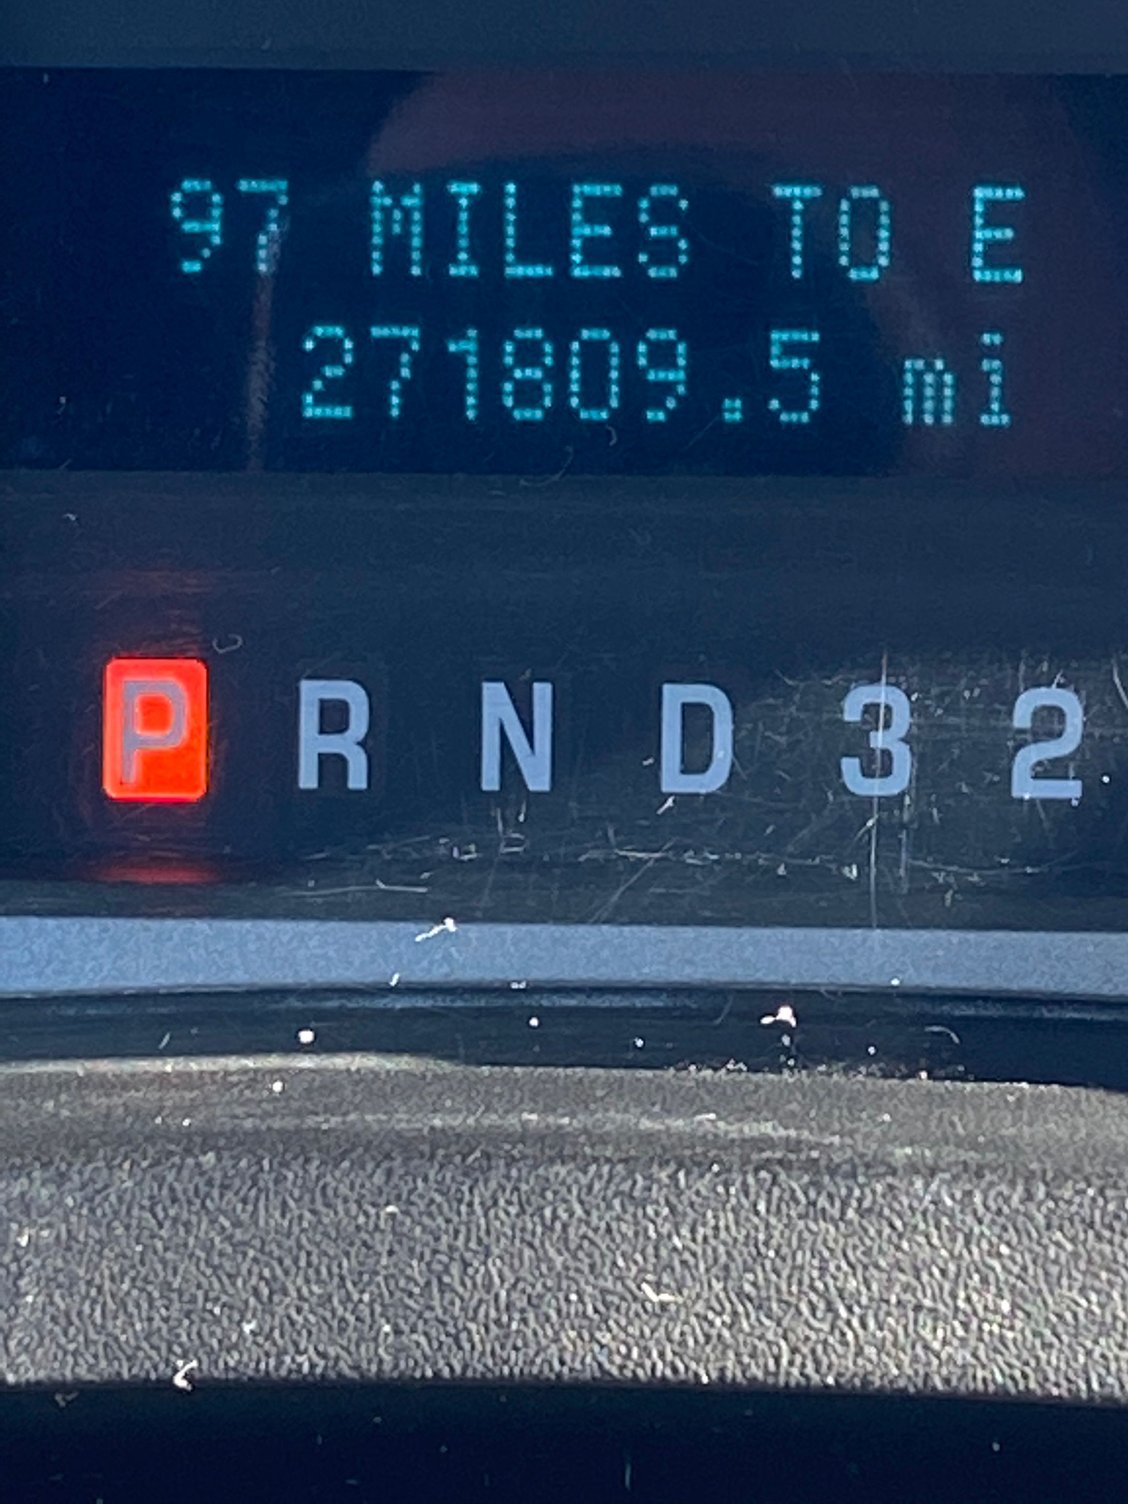 97 MILES TO E
271809.5 mi
P R N D 3 2